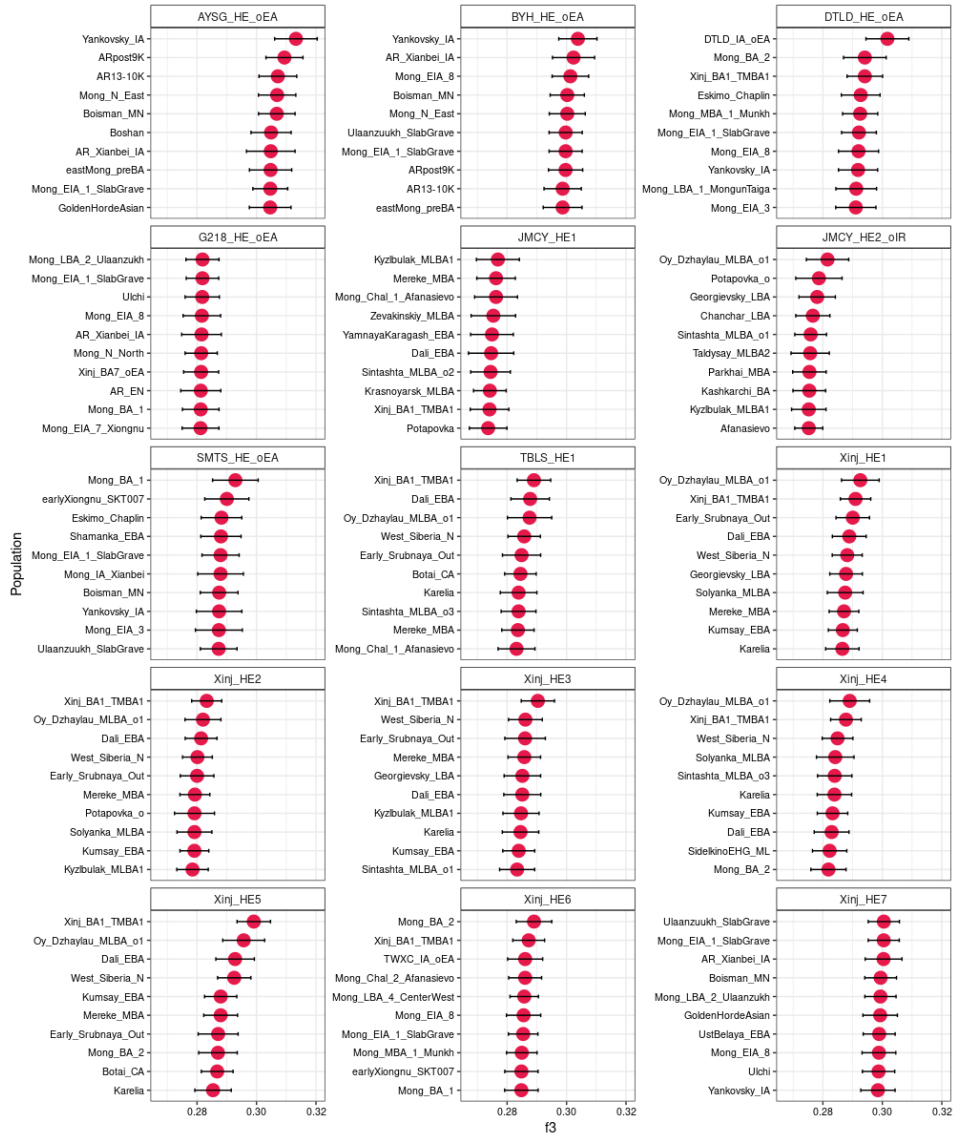 AYSG_HE_oEA
Yankovsky_IA
ARpost9K
AR13-10K
Mong_N_East
Boisman_MN
Boshan
AR_Xianbei_IA
eastMong_preBA
Mong_EIA_1_SlabGrave
GoldenHordeAsian
BYH_HE_oEA
Yankovsky_IA
AR_Xianbei_IA
Mong_EIA_8
Boisman_MN
Mong_N_East
Ulaanzuukh_SlabGrave
Mong_EIA_1_SlabGrave
ARpost9K
AR13-10K
eastMong_preBA
DTLD_HE_oEA
DTLD_IA_oEA
Mong_BA_2
Xinj_BA1_TMBA1
Eskimo_Chaplin
Mong_MBA_1_Munkh
Mong_EIA_1_SlabGrave
Mong_EIA_8
Yankovsky_IA
Mong_LBA_1_MongunTaiga
Mong_EIA_3
G218_HE_oEA
Mong_LBA_2_Ulaanzukh
Mong_EIA_1_SlabGrave
Ulchi
Mong_EIA_8
AR_Xianbei_IA
Mong_N_North
Xinj_BA7_oEA
AR_EN
Mong_BA_1
Mong_EIA_7_Xiongnu
JMCY_HE1
Kyzlbulak_MLBA1
Mereke_MBA
Mong_Chal_1_Afanasievo
Zevakinskiy_MLBA
YamnayaKaragash_EBA
Dali_EBA
Sintashta_MLBA_o2
Krasnoyarsk_MLBA
Xinj_BA1_TMBA1
Potapovka
JMCY_HE2_oIR
Oy_Dzhaylau_MLBA_o1
Potapovka_o
Georgievsky_LBA
Chanchar_LBA
Sintashta_MLBA_o1
Taldysay_MLBA2
Parkhai_MBA
Kashkarchi_BA
Kyzlbulak_MLBA1
Afanasievo
SMTS_HE_oEA
Mong_BA_1
earlyXiongnu_SKT007
Eskimo_Chaplin
Shamanka_EBA
Mong_EIA_1_SlabGrave
Mong_IA_Xianbei
Boisman_MN
Yankovsky_IA
Mong_EIA_3
Ulaanzuukh_SlabGrave
TBLS_HE1
Xinj_BA1_TMBA1
Dali_EBA
Oy_Dzhaylau_MLBA_o1
West_Siberia_N
Early_Srubnaya_Out
Botai_CA
Karelia
Sintashta_MLBA_o3
Mereke_MBA
Mong_Chal_1_Afanasievo
Xinj_HE1
Oy_Dzhaylau_MLBA_o1
Xinj_BA1_TMBA1
Early_Srubnaya_Out
Dali_EBA
West_Siberia_N
Georgievsky_LBA
Solyanka_MLBA
Mereke_MBA
Kumsay_EBA
Karelia
Xinj_HE2
Xinj_BA1_TMBA1
Oy_Dzhaylau_MLBA_o1
Dali_EBA
West_Siberia_N
Early_Srubnaya_Out
Mereke_MBA
Potapovka_o
Solyanka_MLBA
Kumsay_EBA
Kyzlbulak_MLBA1
Xinj_HE3
Xinj_BA1_TMBA1
West_Siberia_N
Early_Srubnaya_Out
Mereke_MBA
Georgievsky_LBA
Dali_EBA
Kyzlbulak_MLBA1
Karelia
Kumsay_EBA
Sintashta_MLBA_o1
Xinj_HE4
Oy_Dzhaylau_MLBA_o1
Xinj_BA1_TMBA1
West_Siberia_N
Solyanka_MLBA
Sintashta_MLBA_o3
Karelia
Kumsay_EBA
Dali_EBA
SidelkinoEHG_ML
Mong_BA_2
Xinj_HE5
Xinj_BA1_TMBA1
Oy_Dzhaylau_MLBA_o1
Dali_EBA
West_Siberia_N
Kumsay_EBA
Mereke_MBA
Early_Srubnaya_Out
Mong_BA_2
Botai_CA
Karelia
0.28 0.30 0.32
Xinj_HE6
Mong_BA_2
Xinj_BA1_TMBA1
TWXC_IA_oEA
Mong_Chal_2_Afanasievo
Mong_LBA_4_CenterWest
Mong_EIA_8
Mong_EIA_1_SlabGrave
Mong_MBA_1_Munkh
earlyXiongnu_SKT007
Mong_BA_1
0.28 0.30 0.32
Xinj_HE7
Ulaanzuukh_SlabGrave
Mong_EIA_1_SlabGrave
AR_Xianbei_IA
Boisman_MN
Mong_LBA_2_Ulaanzukh
GoldenHordeAsian
UstBelaya_EBA
Mong_EIA_8
Ulchi
Yankovsky_IA
0.28 0.30 0.32
Population
f3